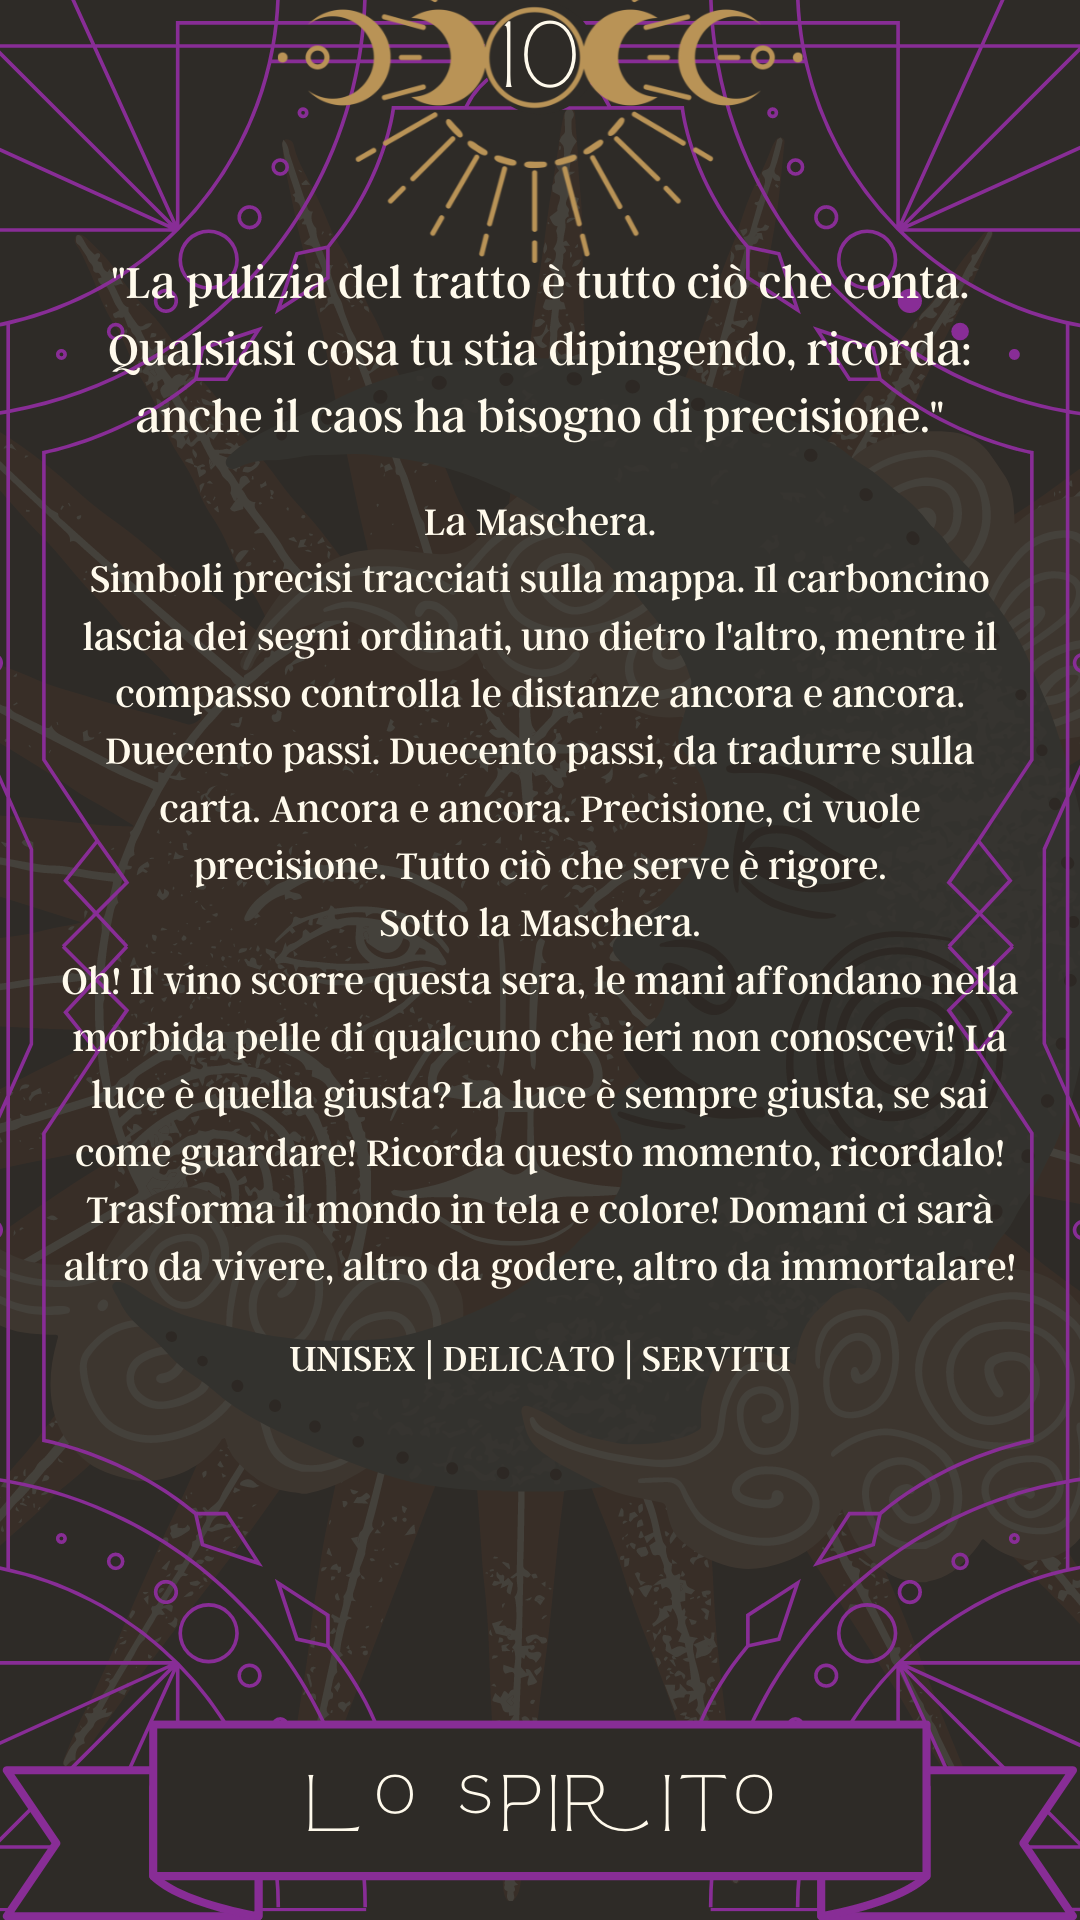 10
"La pulizia del tratto è tutto ciò che conta.
Qualsiasi cosa tu stia dipingendo, ricorda:
anche il caos ha bisogno di precisione."
La Maschera.
Simboli precisi tracciati sulla mappa. Il carboncino
lascia dei segni ordinati, uno dietro l'altro, mentre il
compasso controlla le distanze ancora e ancora.
Duecento passi. Duecento passi, da tradurre sulla
carta. Ancora e ancora. Precisione, ci vuole
precisione. Tutto ciò che serve è rigore.
Sotto la Maschera.
Oh! Il vino scorre questa sera, le mani affondano nella
morbida pelle di qualcuno che ieri non conoscevi! La
luce è quella giusta? La luce è sempre giusta, se sai
come guardare! Ricorda questo momento, ricordalo!
Trasforma il mondo in tela e colore! Domani ci sarà
altro da vivere, altro da godere, altro da immortalare!
UNISEX | DELICATO | SERVITU
LO SPIRITO